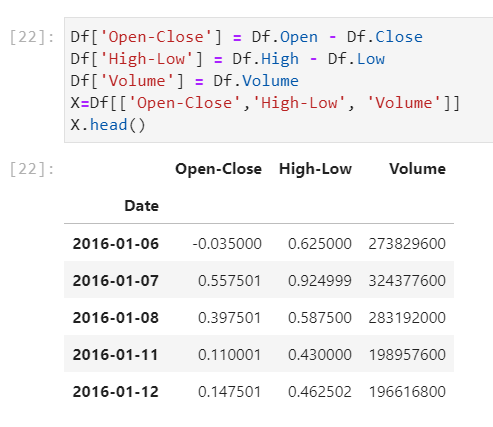 [22]: Df['Open-Close'] = Df.Open - Df.Close
Df['High-Low'] = Df.High - Df.Low
Df['Volume'] = Df.Volume
X=Df[['Open-Close','High-Low', 'Volume']]
X.head()
[22]:
Open-Close High-Low Volume
Date
2016-01-06 -0.035000 0.625000 273829600
2016-01-07 0.557501 0.924999 324377600
2016-01-08 0.397501 0.587500 283192000
2016-01-11 0.110001 0.430000 198957600
2016-01-12 0.147501 0.462502 196616800